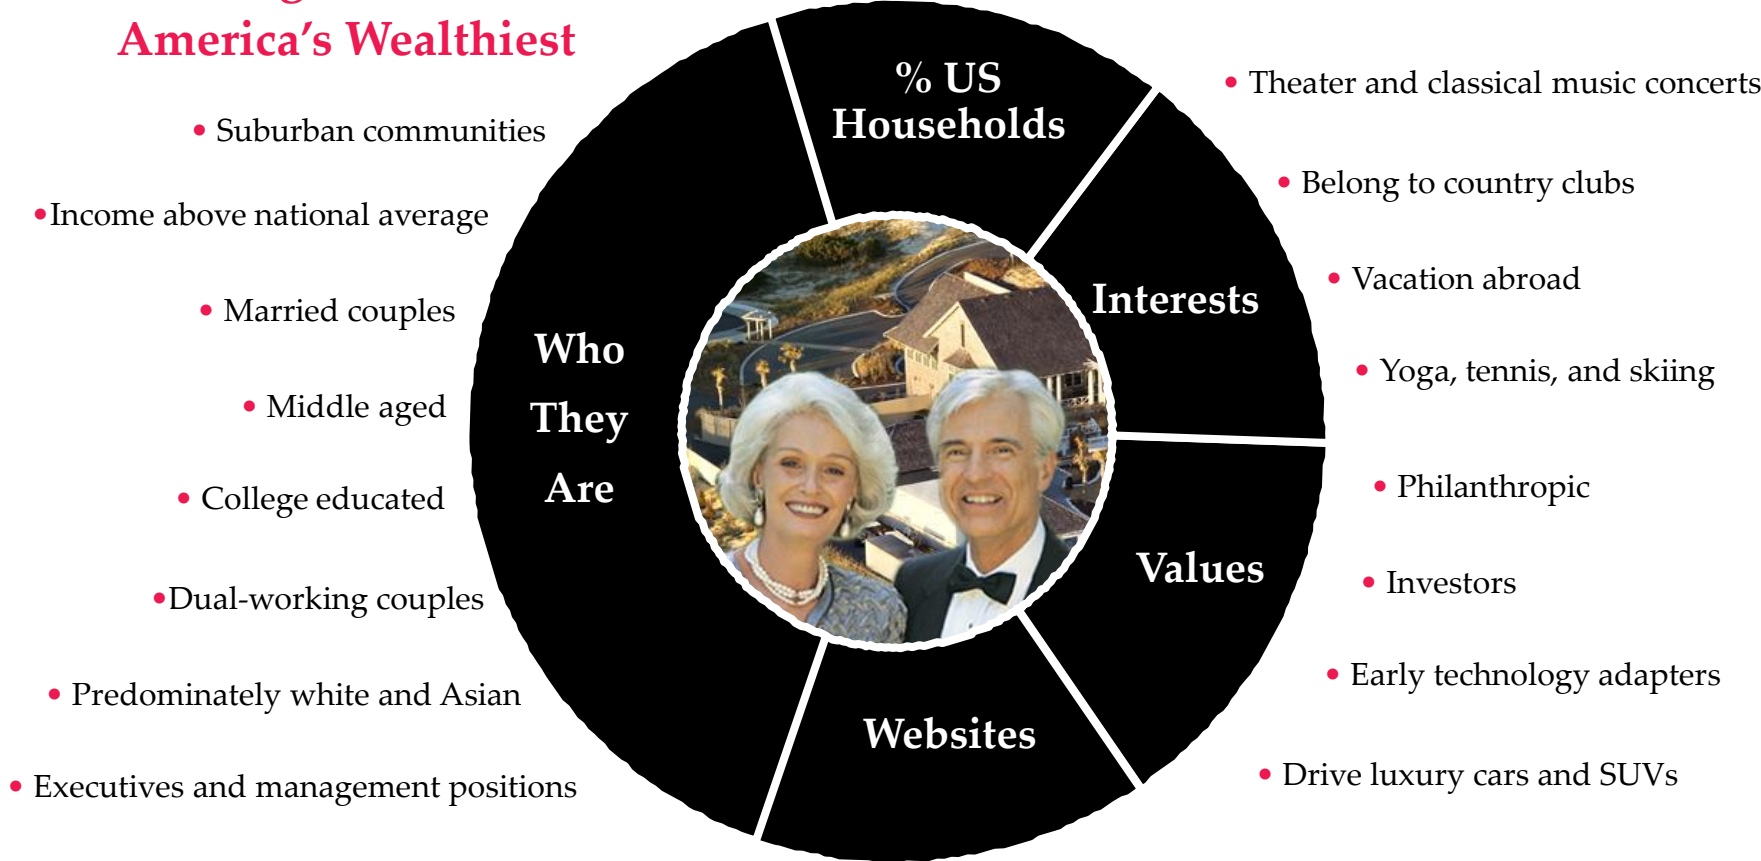 America's Wealthiest
• Suburban communities
•Income above national average
• Married couples
• Middle aged
• College educated
•Dual-working couples
• Predominately white and Asian
• Executives and management positions
Who
They
Are
% US
Households
Interests
Values
Websites
• Theater and classical music concerts
• Belong to country clubs
• Vacation abroad
• Yoga, tennis, and skiing
• Philanthropic
• Investors
• Early technology adapters
• Drive luxury cars and SUVs